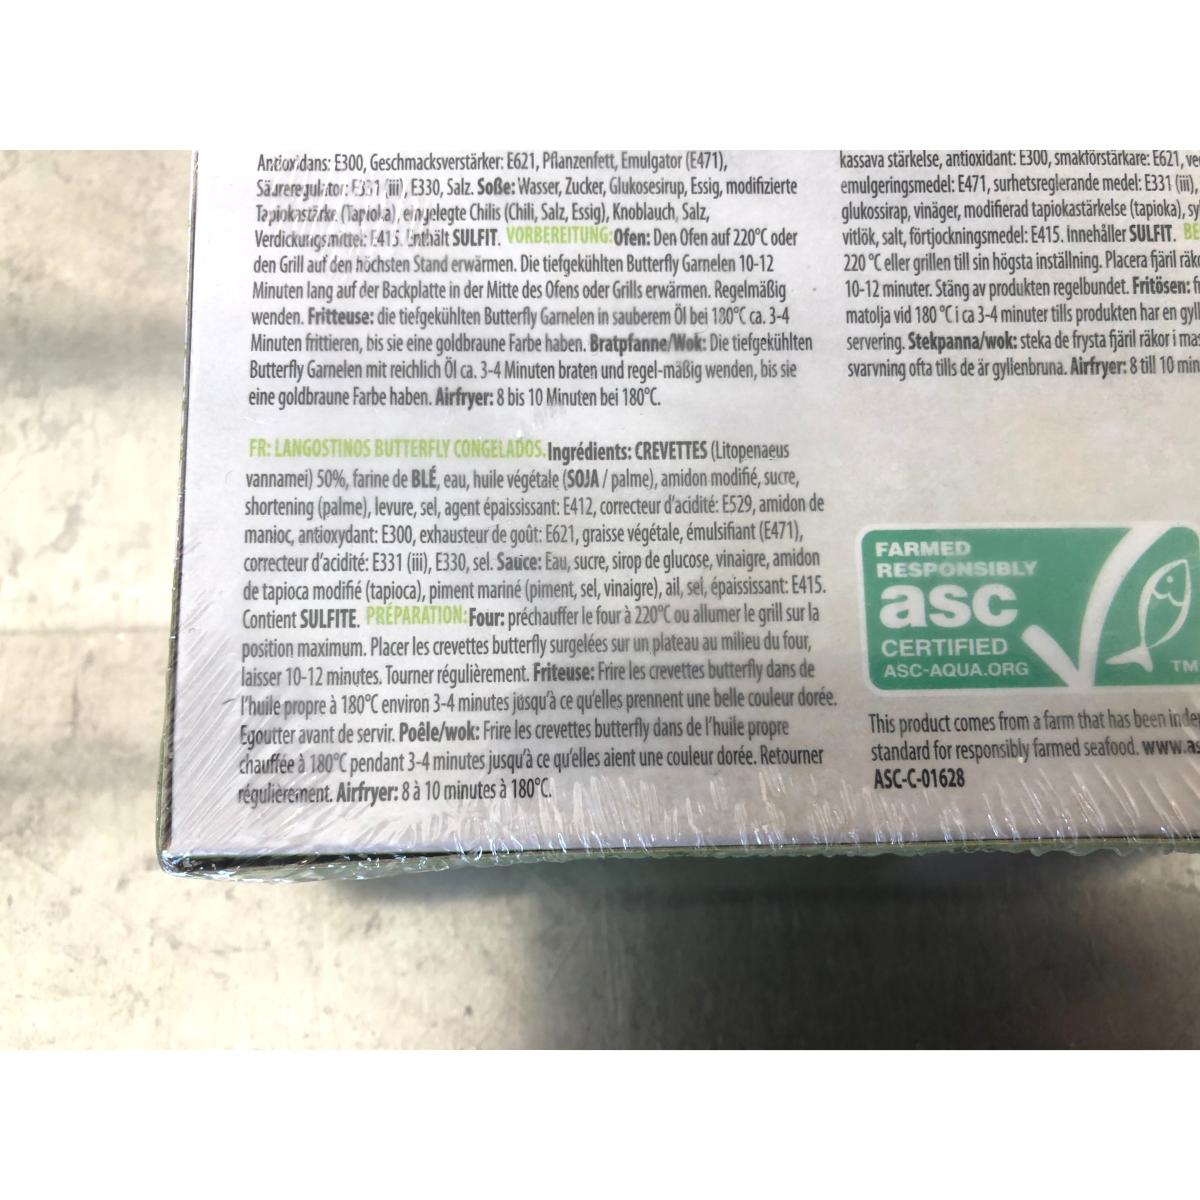 Antioxidans: E300, Geschmacksverstärker: E621, Pflanzenfett, Emulgator (E471),
Säureregulator: E331 (iii), E330, Salz. Soße: Wasser, Zucker, Glukosesirup, Essig, modifizierte
Tapiokastärke (Tapioka), eingelegte Chilis (Chili, Salz, Essig), Knoblauch, Salz,
Verdickungsmittel: E415. Enthält SULFIT. VORBEREITUNG: Ofen: Den Ofen auf 220°C oder
den Grill auf den höchsten Stand erwärmen. Die tiefgekühlten Butterfly Garnelen 10-12
Minuten lang auf der Backplatte in der Mitte des Ofens oder Grills erwärmen. Regelmäßig
wenden. Fritteuse: die tiefgekühlten Butterfly Garnelen in sauberem Öl bei 180°C ca. 3-4
Minuten frittieren, bis sie eine goldbraune Farbe haben. Bratpfanne/Wok: Die tiefgekühlten
Butterfly Garnelen mit reichlich Öl ca. 3-4 Minuten braten und regel-mäßig wenden, bis sie
eine goldbraune Farbe haben. Airfryer: 8 bis 10 Minuten bei 180°C.
FR: LANGOSTINOS BUTTERFLY CONGELADOS. Ingrédients: CREVETTES (Litopenaeus
vannamei) 50%, farine de BLÉ, eau, huile végétale (SOJA / palme), amidon modifié, sucre,
shortening (palme), levure, sel, agent épaississant: E412, correcteur d'acidité: E529, amidon de
manioc, antioxydant: E300, exhausteur de goût: E621, graisse végétale, émulsifiant (E471),
correcteur d'acidité: E331 (iii), E330, sel. Sauce: Eau, sucre, sirop de glucose, vinaigre, amidon
de tapioca modifié (tapioca), piment mariné (piment, sel, vinaigre), ail, sel, épaississant: E415.
Contient SULFITE. PRÉPARATION: Four: préchauffer le four à 220°C ou allumer le grill sur la
position maximum. Placer les crevettes butterfly surgelées sur un plateau au milieu du four,
laisser 10-12 minutes. Tourner régulièrement. Friteuse: Frire les crevettes butterfly dans de
l'huile propre à 180°C environ 3-4 minutes jusqu'à ce qu'elles prennent une belle couleur dorée.
Egoutter avant de servir. Poêle/wok: Frire les crevettes butterfly dans de l'huile propre
chauffée à 180°C pendant 3-4 minutes jusqu'à ce qu'elles aient une couleur dorée. Retourner
régulièrement. Airfryer: 8 à 10 minutes à 180°C.
kassava stärkelse, antioxidant: E300, smakförstärkare: E621,
emulgeringsmedel: E471, surhetsreglerande medel: E331 (iii),
glukossirap, vinäger, modifierad tapiokastärkelse (tapioka),
vitlök, salt, förtjockningsmedel: E415. Innehåller SULFIT.
220 °C eller grillen till sin högsta inställning. Placera fjäril
10-12 minuter. Stäng av produkten regelbundet. Fritösen:
matolja vid 180 °C i ca 3-4 minuter tills produkten har en
servering. Stekpanna/wok: steka de frysta fjäril räkor i
svarvning ofta tills de är gyllenbruna. Airfryer: 8 till 10
FARMED
RESPONSIBLY
asc
CERTIFIED
ASC-AQUA.ORG
TM
This product comes from a farm that has been
standard for responsibly farmed seafood.
ASC-C-01628